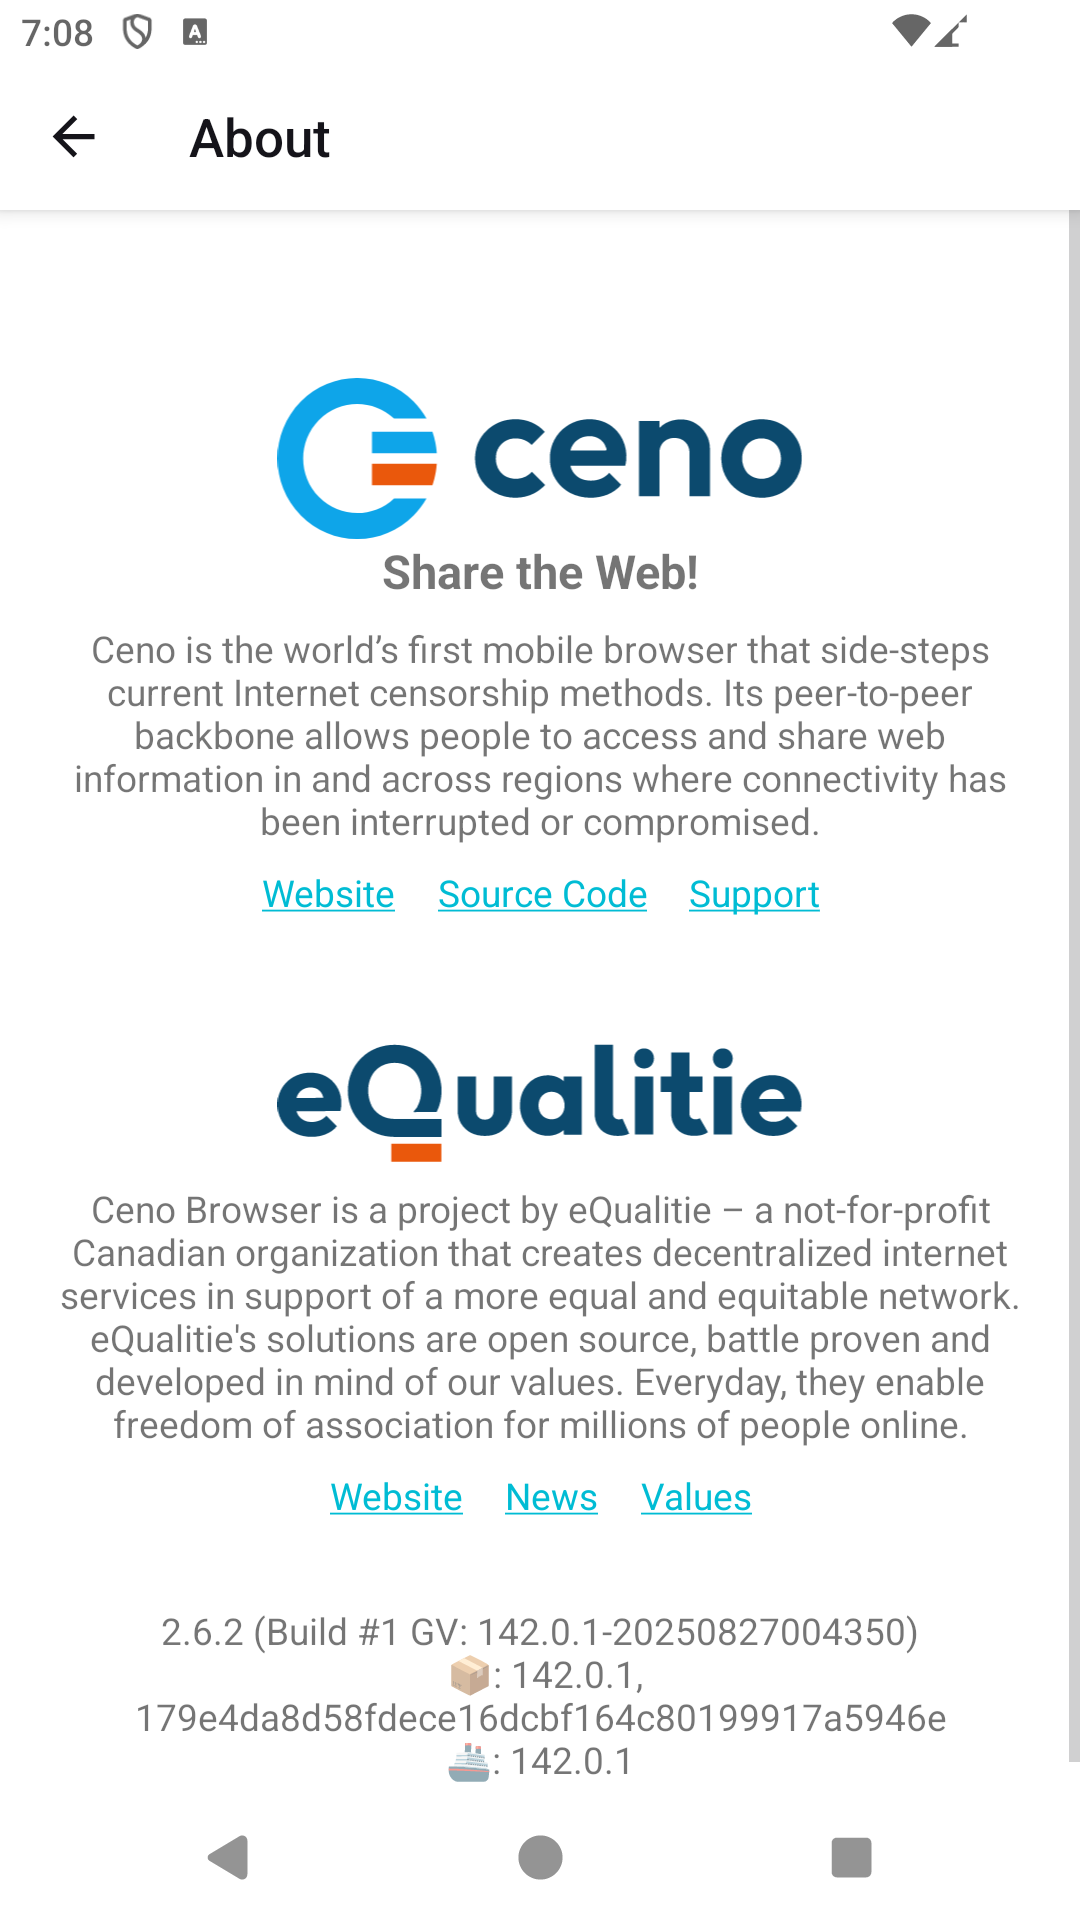 7:08
About
ceno
Share the Web!
Ceno is the world’s first mobile browser that side-steps
current Internet censorship methods. Its peer-to-peer
backbone allows people to access and share web
information in and across regions where connectivity has
been interrupted or compromised.
Website Source Code Support
eQualitie
Ceno Browser is a project by eQualitie – a not-for-profit
Canadian organization that creates decentralized internet
services in support of a more equal and equitable network.
eQualitie's solutions are open source, battle proven and
developed in mind of our values. Everyday, they enable
freedom of association for millions of people online.
Website News Values
2.6.2 (Build #1 GV: 142.0.1-20250827004350)
📦: 142.0.1,
179e4da8d58fdece16dcbf164c80199917a5946e
🚢: 142.0.1